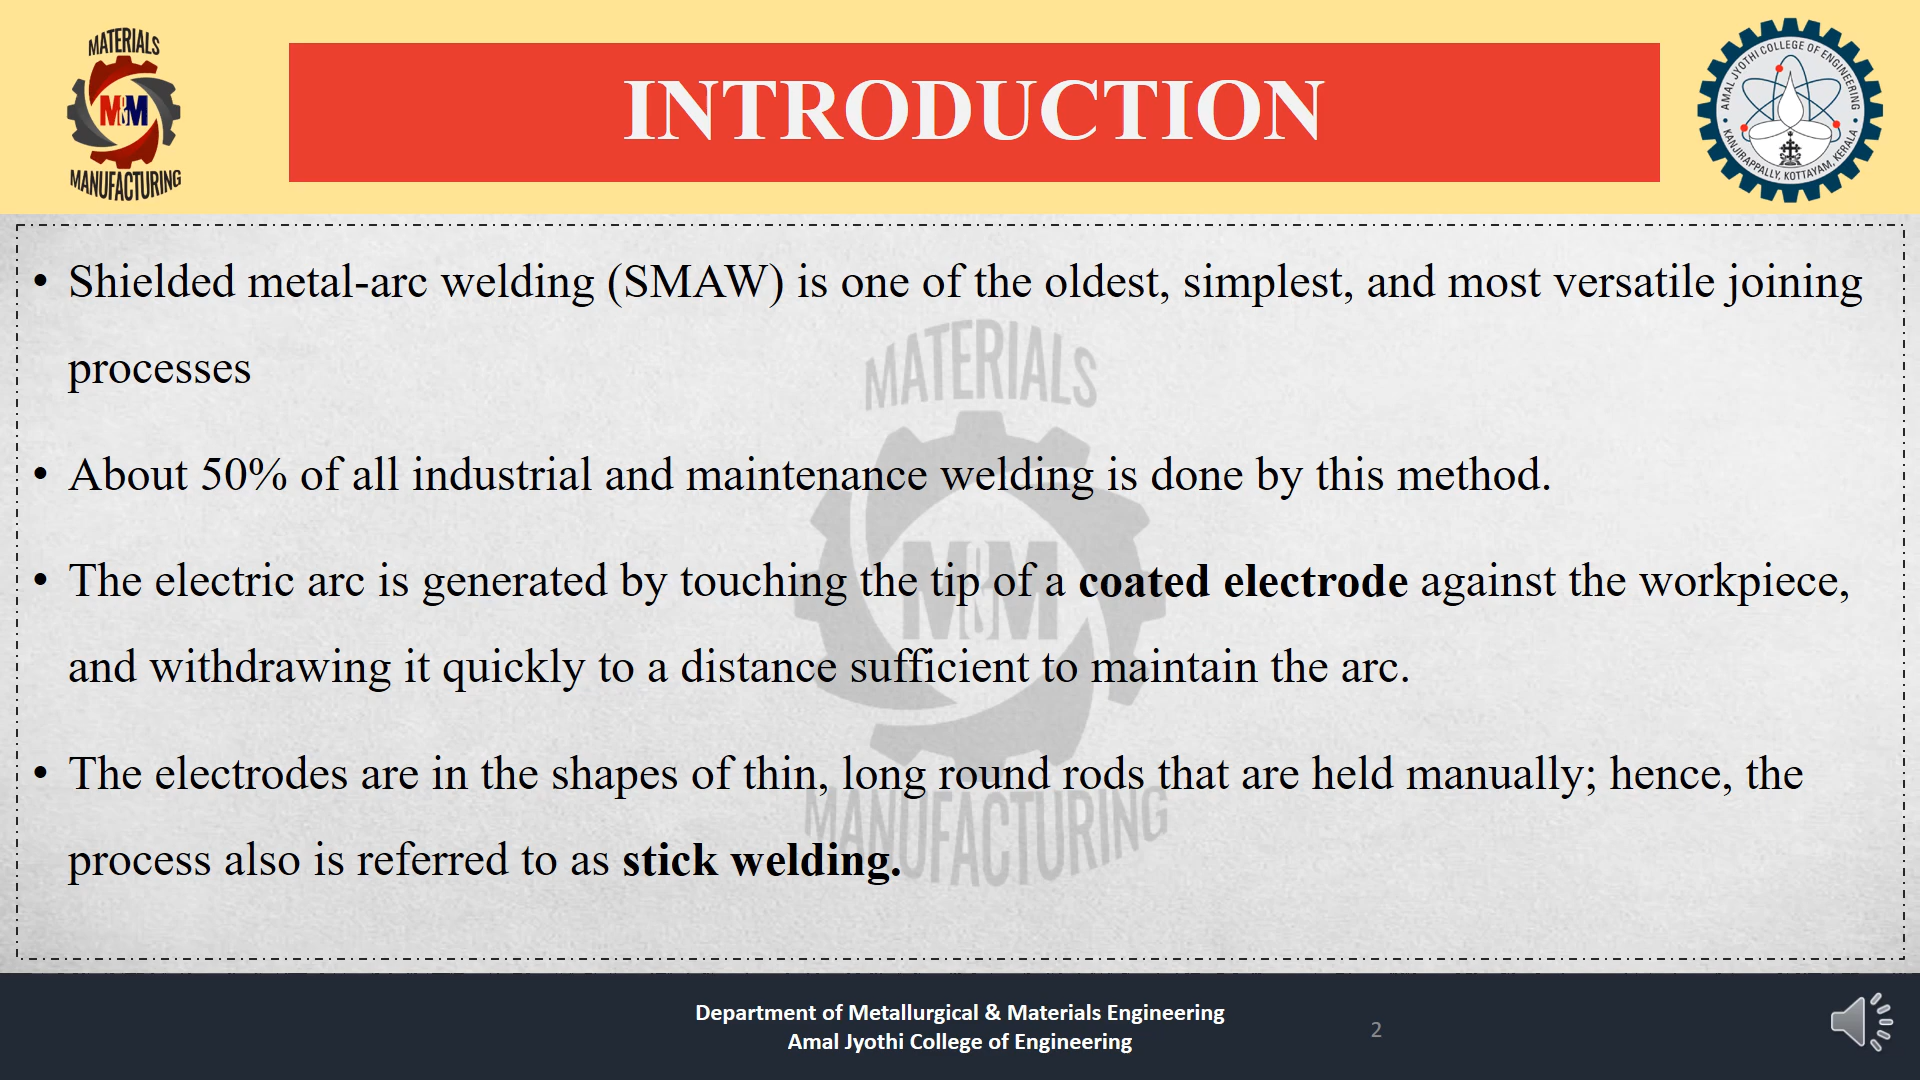 MATERIALS
M&M
MANUFACTURING
INTRODUCTION
AMAL JYOTHI COLLEGE OF ENGINEERING
KANJIRAPPALLY, KOTTAYAM, KERALA
• Shielded metal-arc welding (SMAW) is one of the oldest, simplest, and most versatile joining
processes
• About 50% of all industrial and maintenance welding is done by this method.
• The electric arc is generated by touching the tip of a coated electrode against the workpiece,
and withdrawing it quickly to a distance sufficient to maintain the arc.
• The electrodes are in the shapes of thin, long round rods that are held manually; hence, the
process also is referred to as stick welding.
MATERIALS
M&M
MANUFACTURING
Department of Metallurgical & Materials Engineering
Amal Jyothi College of Engineering
2